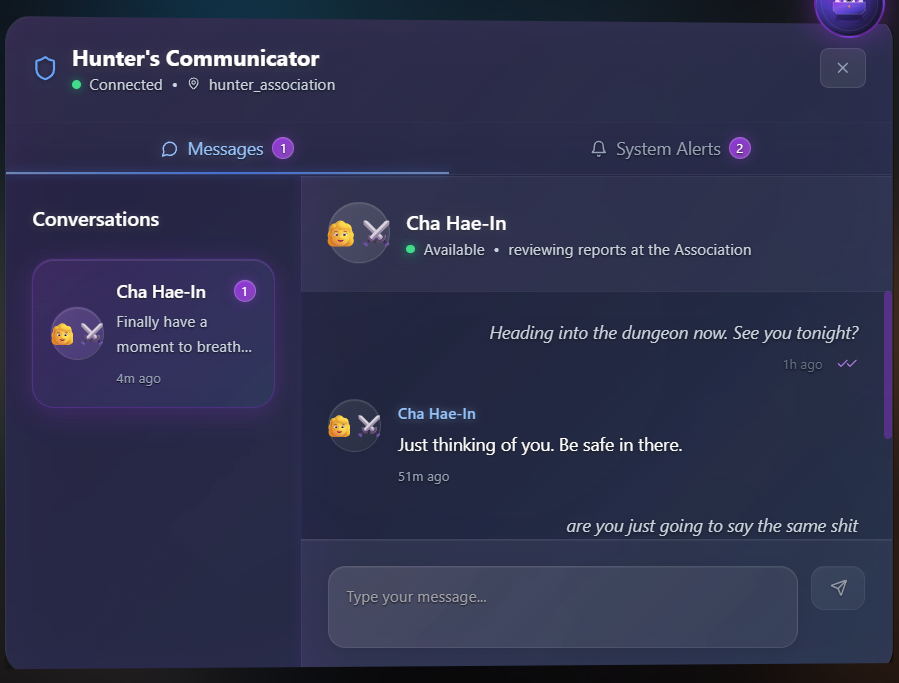 Hunter's Communicator
Connected • hunter_association
Messages 1
System Alerts 2
Conversations
Cha Hae-In 1
Finally have a
moment to breath...
4m ago
Cha Hae-In
Available • reviewing reports at the Association
Heading into the dungeon now. See you tonight?
1h ago
Cha Hae-In
Just thinking of you. Be safe in there.
51m ago
are you just going to say the same shit
Type your message...